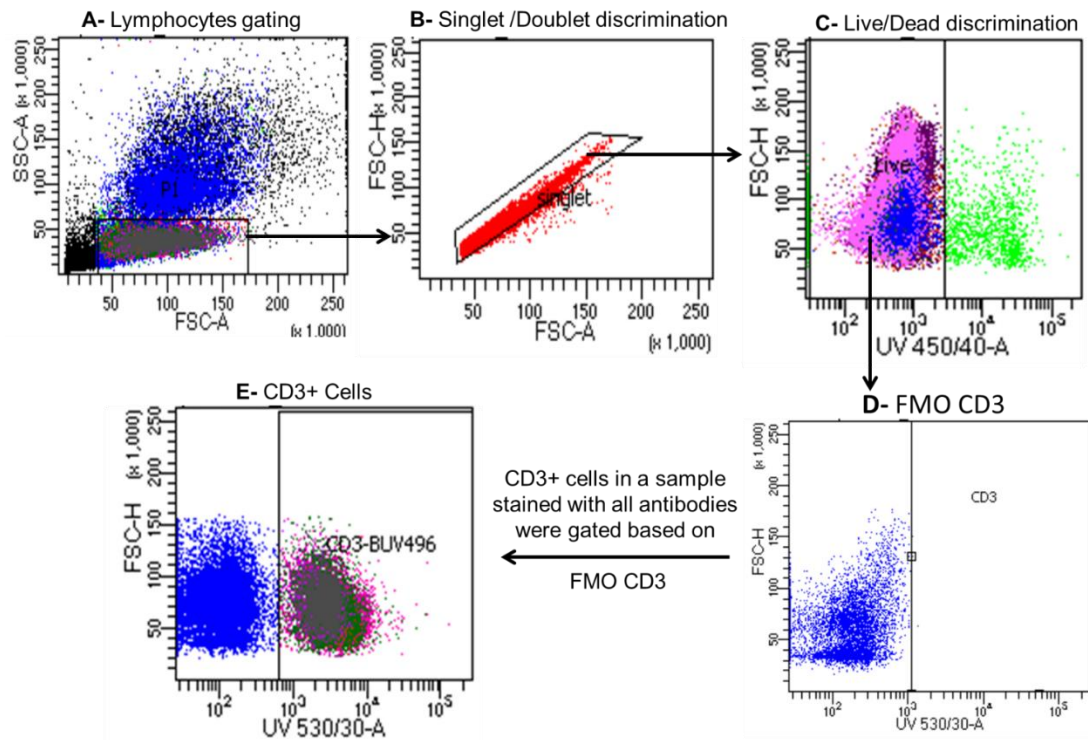 A- Lymphocytes gating
SSC-A (x 1,000)
250
200
150
100
50
P1
50 100 150 200 250
FSC-A
(x 1.000)
B- Singlet /Doublet discrimination
FSC-H (x 1,000)
250
200
150
100
50
singlet
50 100 150 200 250
FSC-A
(x 1,000)
C- Live/Dead discrimination
FSC-H (x 1,000)
250
200
150
100
50
Live
10² 10³ 10⁴ 10⁵
UV 450/40-A
E- CD3+ Cells
FSC-H (x 1,000)
250
200
150
100
50
CD3-BUV496
10² 10³ 10⁴ 10⁵
UV 530/30-A
CD3+ cells in a sample
stained with all antibodies
were gated based on
FMO CD3
D- FMO CD3
FSC-H (x 1,000)
250
200
150
100
50
CD3
10² 10³ 10⁴ 10⁵
UV 530/30-A